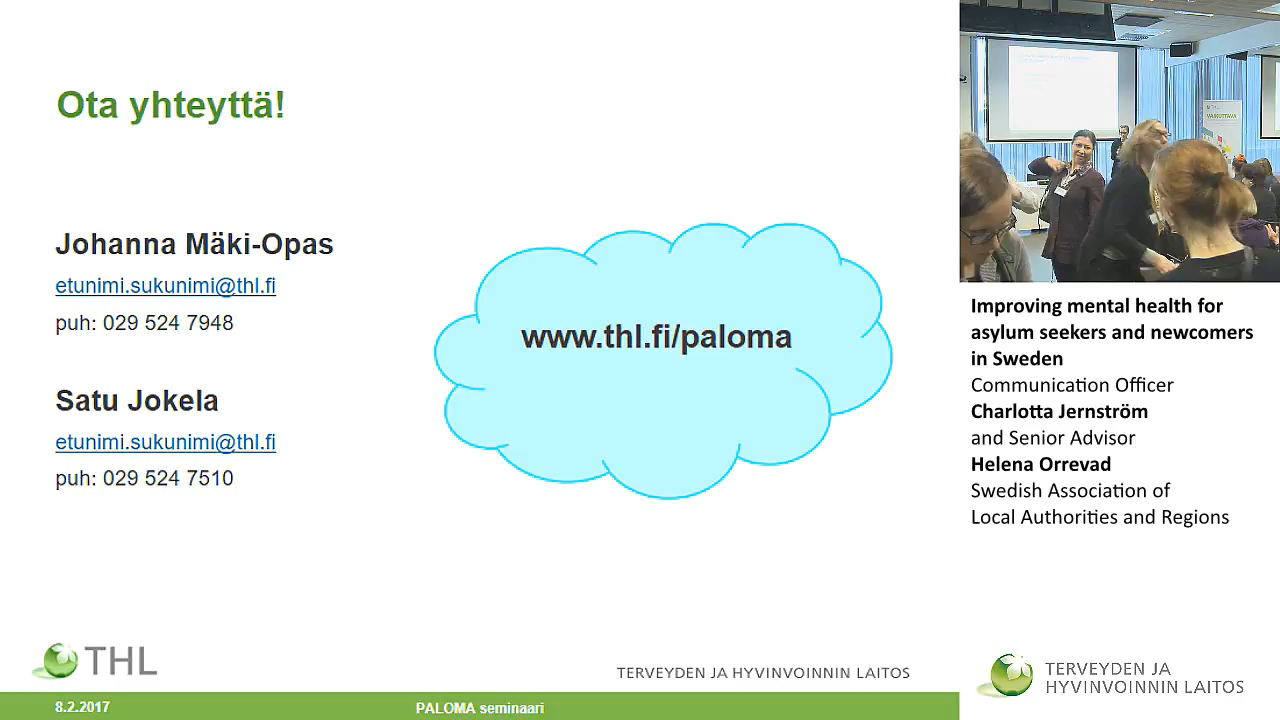 Ota yhteyttä!
Johanna Mäki-Opas
etunimi.sukunimi@thl.fi
puh: 029 524 7948
Satu Jokela
etunimi.sukunimi@thl.fi
puh: 029 524 7510
www.thl.fi/paloma
THL
TERVEYDEN JA HYVINVOINNIN LAITOS
8.2.2017
PALOMA seminaari
VAIKUTTAVA
Improving mental health for
asylum seekers and newcomers
in Sweden
Communication Officer
Charlotta Jernström
and Senior Advisor
Helena Orrevad
Swedish Association of
Local Authorities and Regions
TERVEYDEN JA
HYVINVOINNIN LAITOS